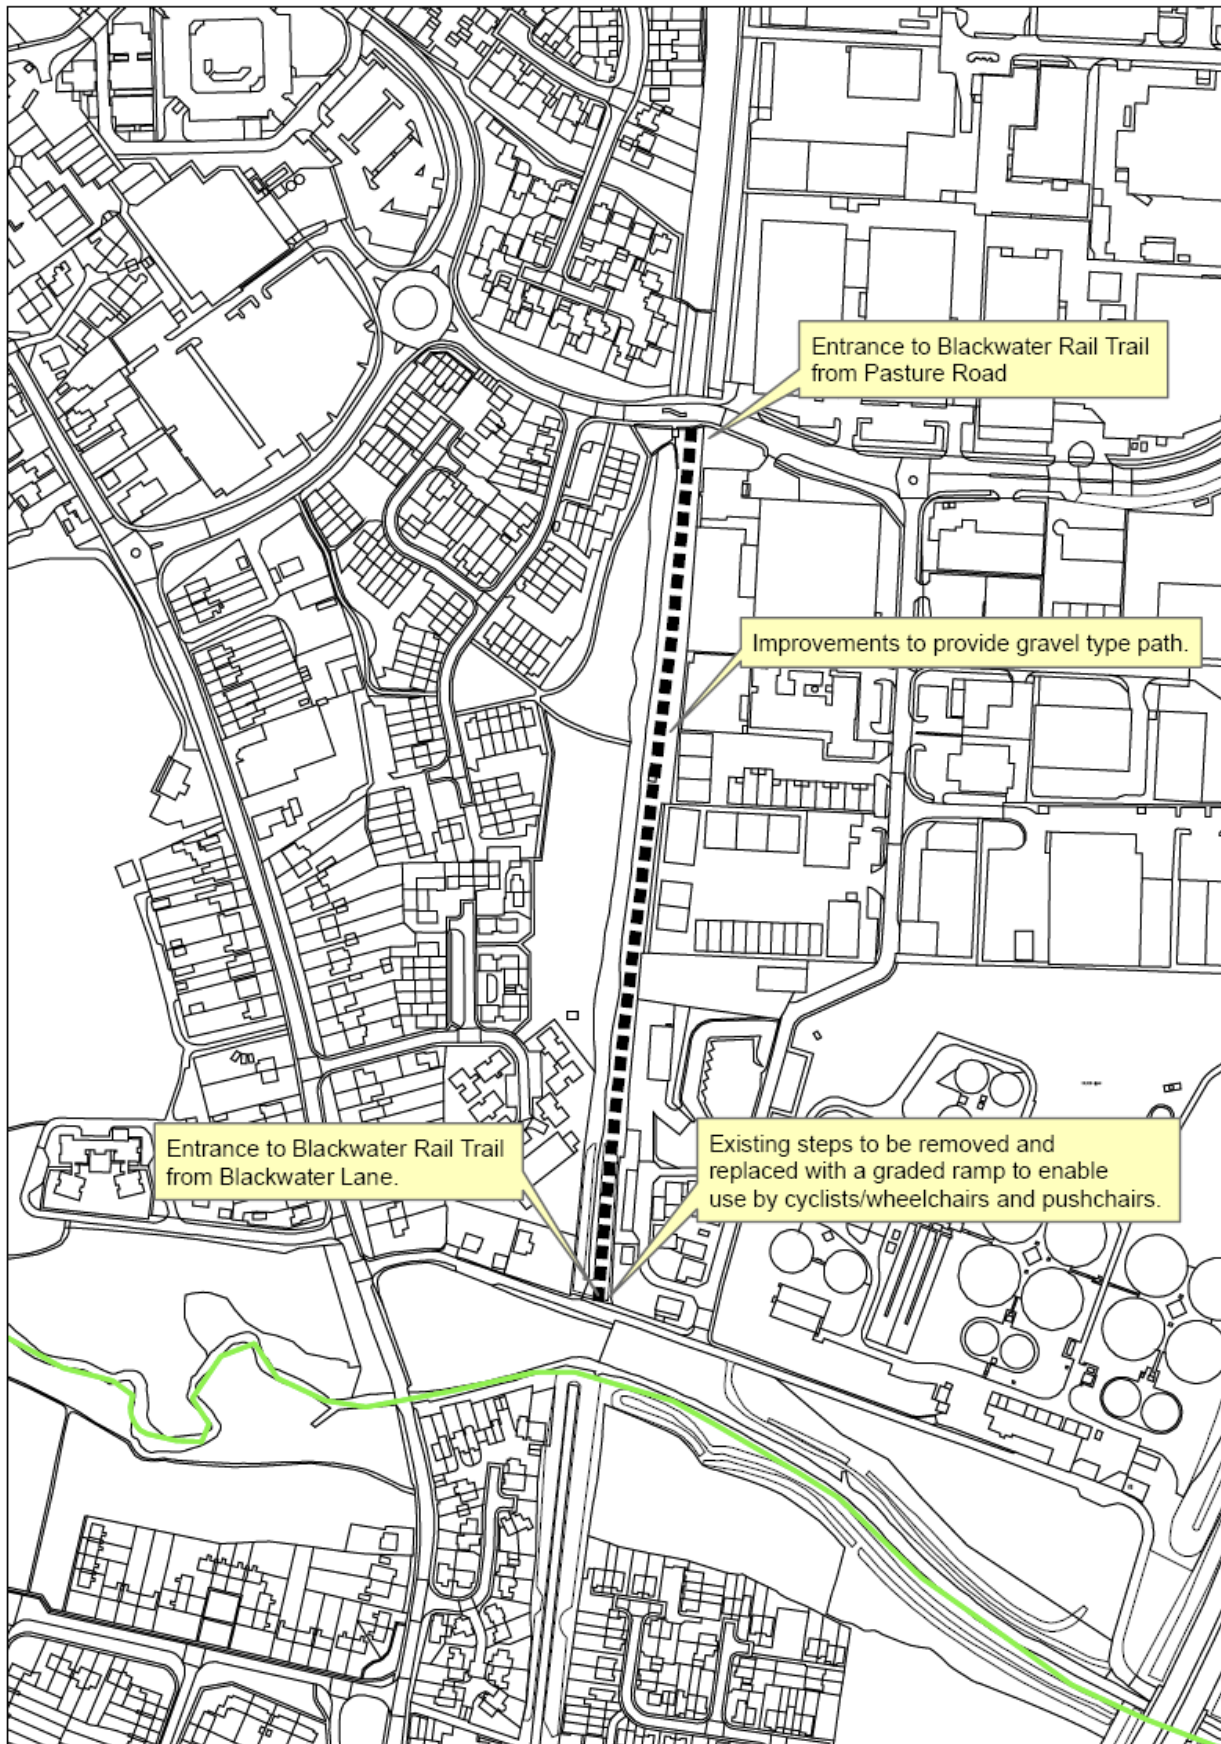 Entrance to Blackwater Rail Trail
from Pasture Road
Improvements to provide gravel type path.
Entrance to Blackwater Rail Trail
from Blackwater Lane.
Existing steps to be removed and
replaced with a graded ramp to enable
use by cyclists/wheelchairs and pushchairs.